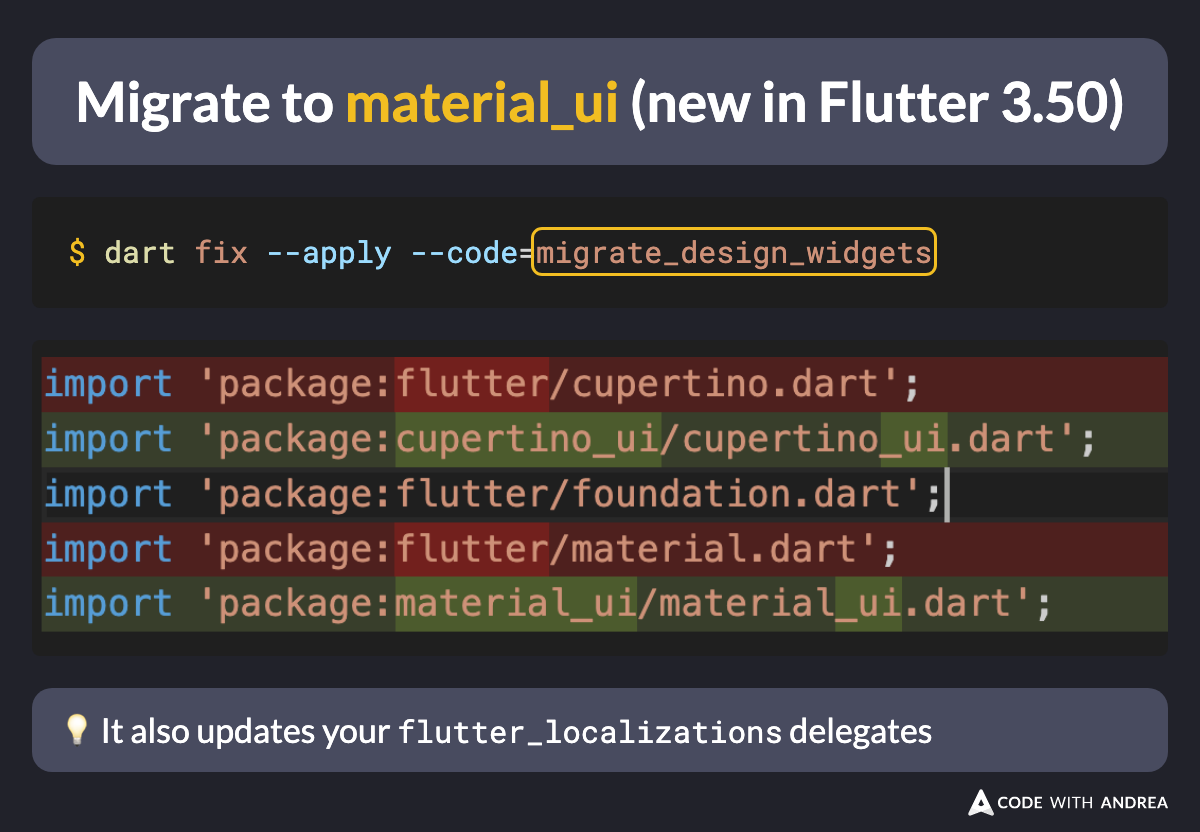 Migrate to material_ui (new in Flutter 3.50)
$ dart fix --apply --code=migrate_design_widgets
import 'package:flutter/cupertino.dart';
import 'package:cupertino_ui/cupertino_ui.dart';
import 'package:flutter/foundation.dart';
import 'package:flutter/material.dart';
import 'package:material_ui/material_ui.dart';
💡 It also updates your flutter_localizations delegates
CODE WITH ANDREA